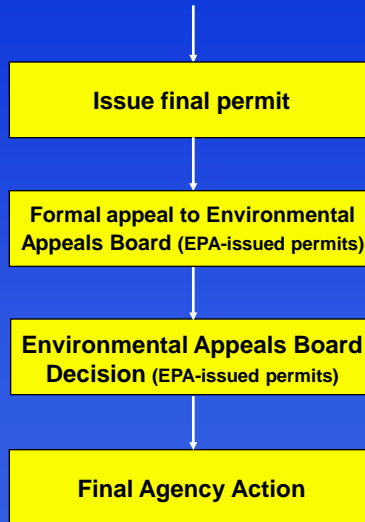 Issue final permit
Formal appeal to Environmental
Appeals Board (EPA-issued permits)
Environmental Appeals Board
Decision (EPA-issued permits)
Final Agency Action